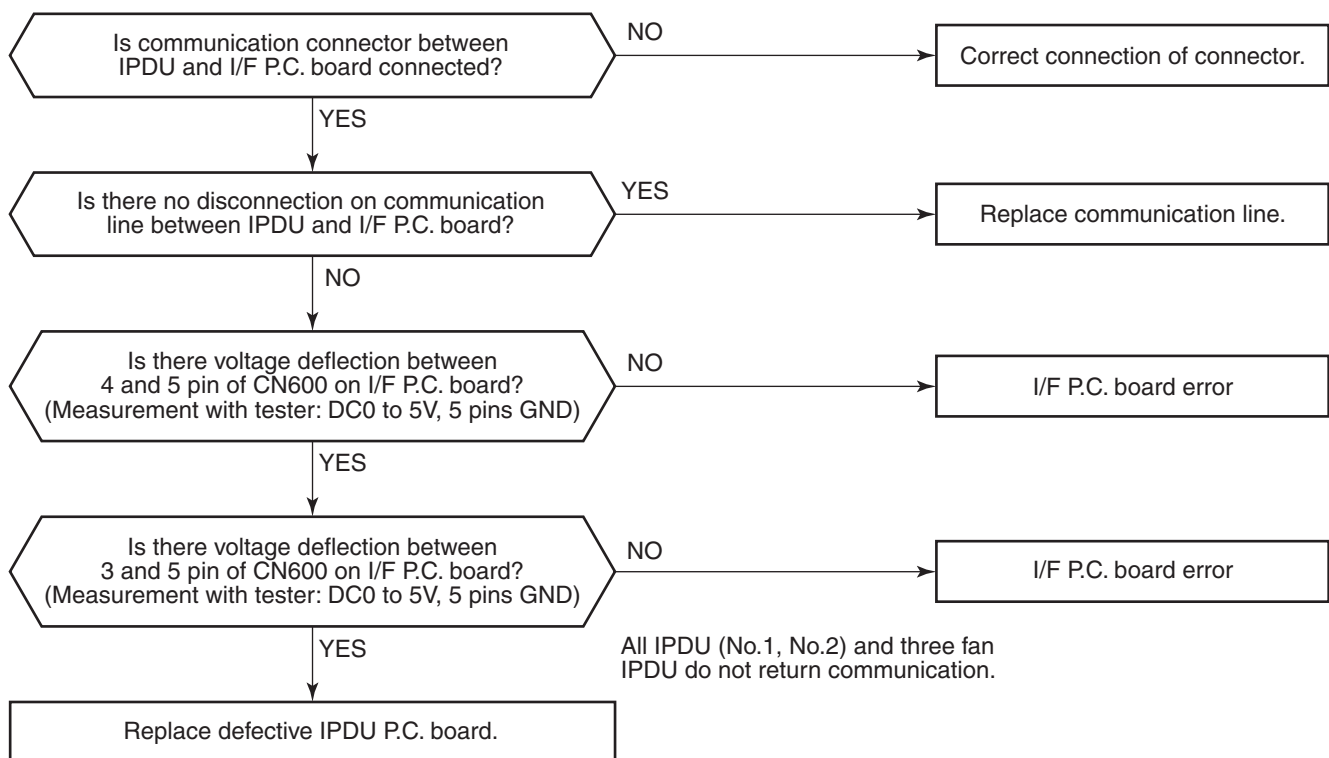 Is communication connector between
IPDU and I/F P.C. board connected?
NO
Correct connection of connector.
YES
Is there no disconnection on communication
line between IPDU and I/F P.C. board?
YES
Replace communication line.
NO
Is there voltage deflection between
4 and 5 pin of CN600 on I/F P.C. board?
(Measurement with tester: DC0 to 5V, 5 pins GND)
NO
I/F P.C. board error
YES
Is there voltage deflection between
3 and 5 pin of CN600 on I/F P.C. board?
(Measurement with tester: DC0 to 5V, 5 pins GND)
NO
I/F P.C. board error
YES
All IPDU (No.1, No.2) and three fan
IPDU do not return communication.
Replace defective IPDU P.C. board.